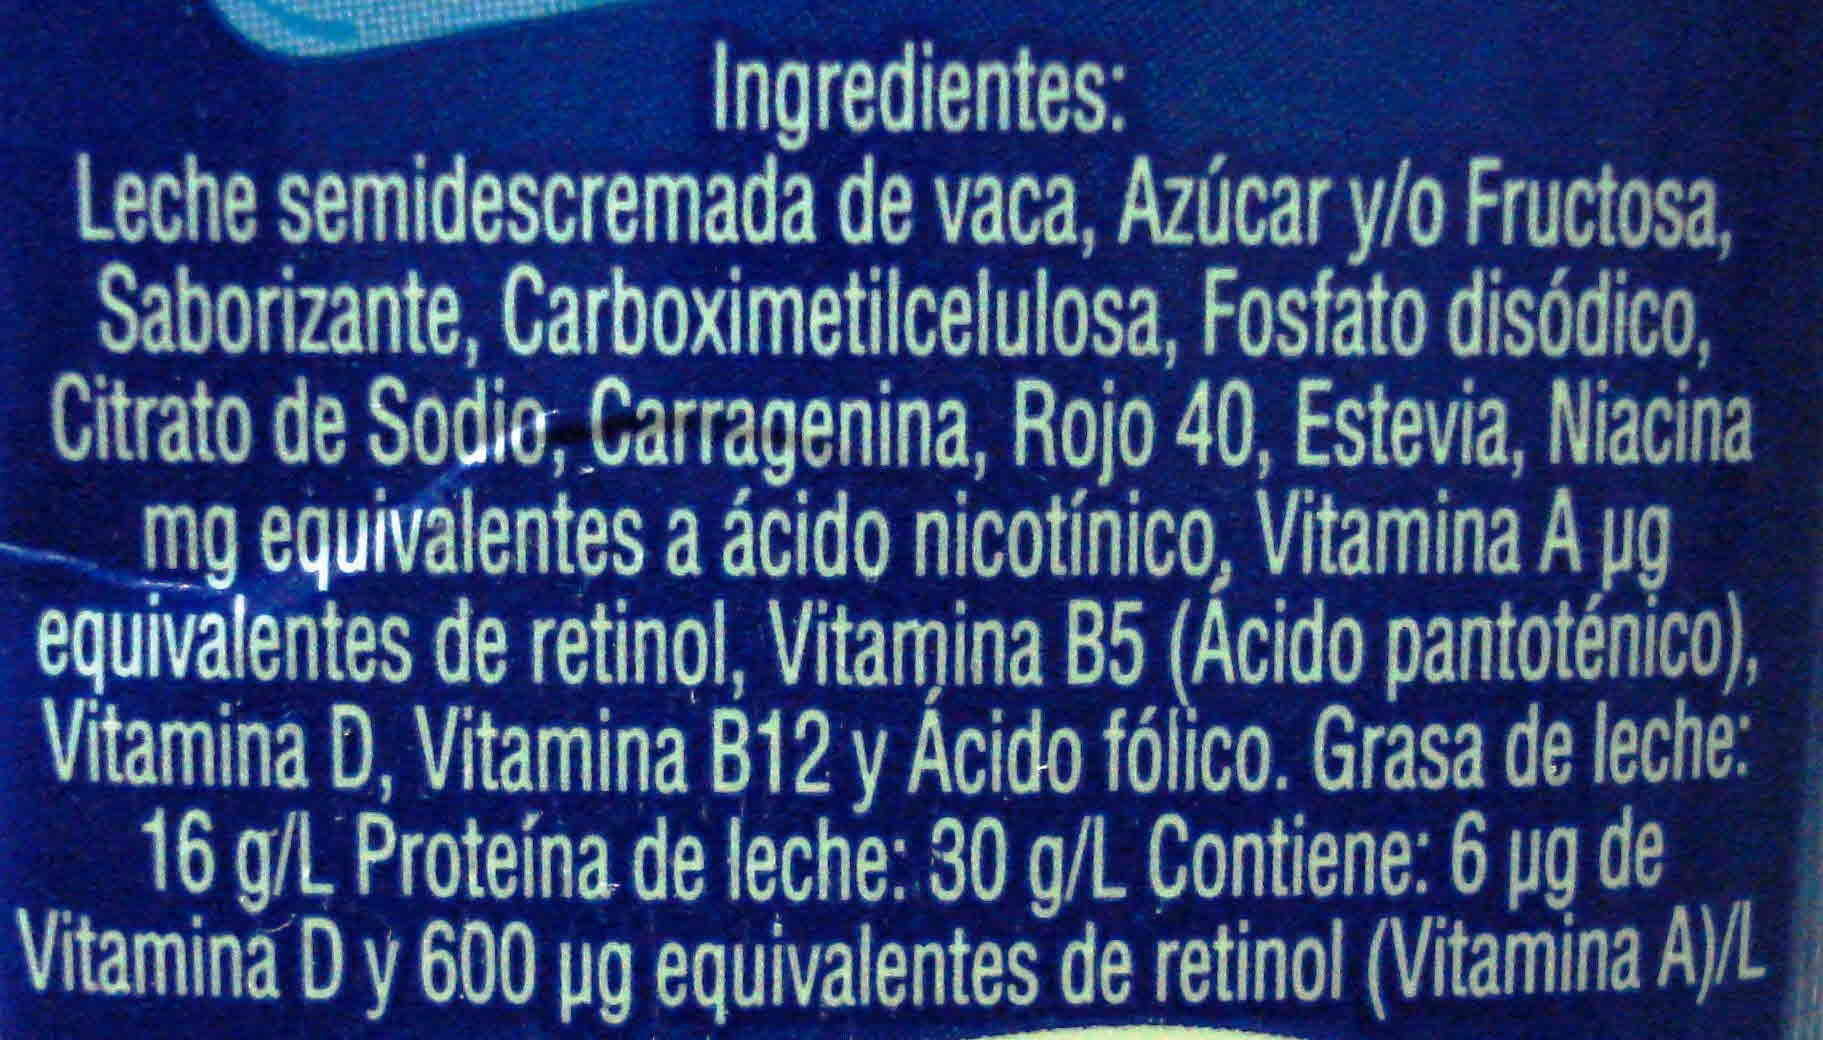 Ingredientes:
Leche semidescremada de vaca, Azúcar y/o Fructosa,
Saborizante, Carboximetilcelulosa, Fosfato disódico,
Citrato de Sodio, Carragenina, Rojo 40, Estevia, Niacina
mg equivalentes a ácido nicotínico, Vitamina A µg
equivalentes de retinol, Vitamina B5 (Ácido pantoténico),
Vitamina D, Vitamina B12 y Ácido fólico. Grasa de leche:
16 g/L Proteína de leche: 30 g/L Contiene: 6 µg de
Vitamina D y 600 µg equivalentes de retinol (Vitamina A)/L